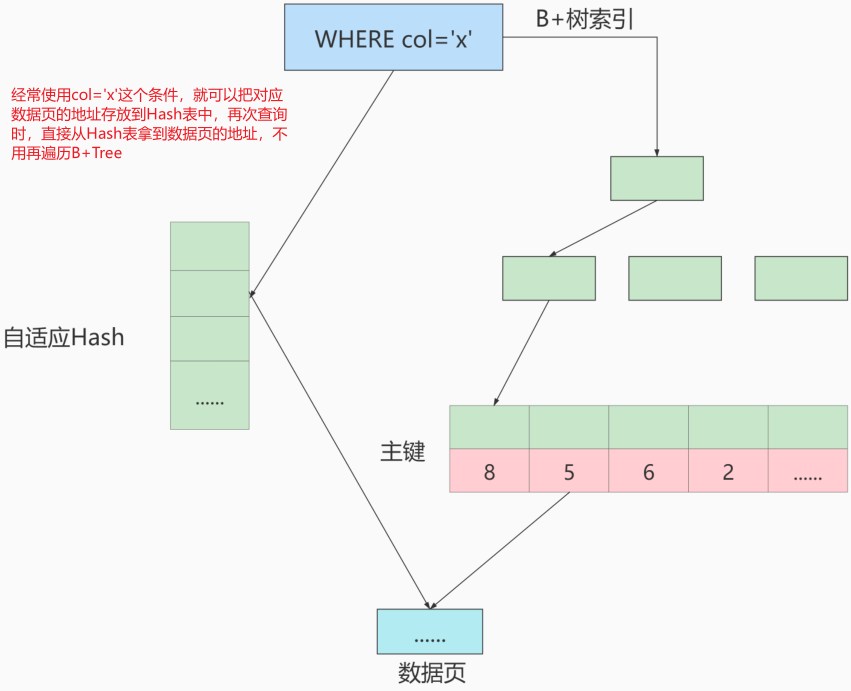 B+树索引
WHERE col='x'
经常使用col='x'这个条件，就可以把对应
数据页的地址存放到Hash表中，再次查询
时，直接从Hash表拿到数据页的地址，不
用再遍历B+Tree
自适应Hash
......
主键
8 5 6 2 ......
......
数据页